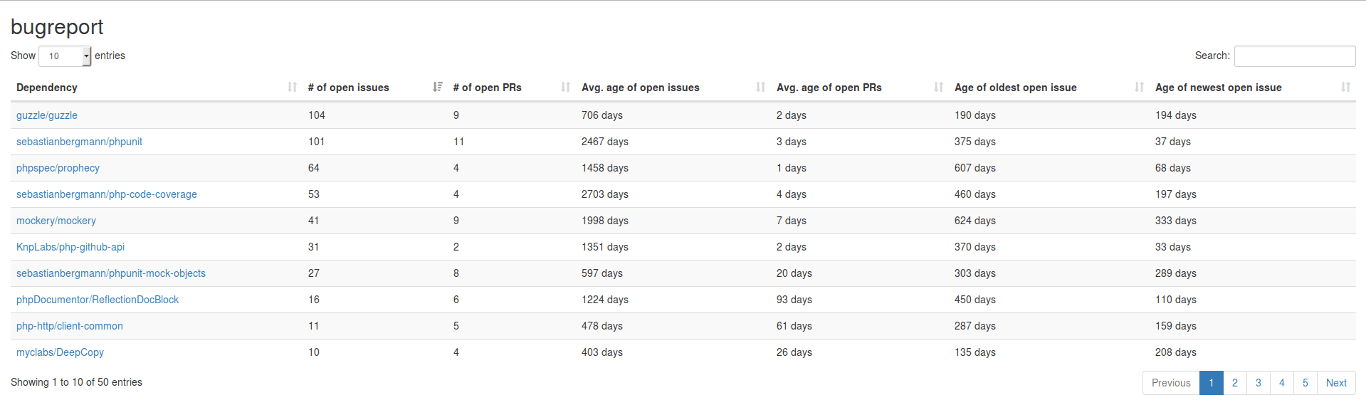 bugreport
Show 10 entries Search:
Dependency # of open issues # of open PRs Avg. age of open issues Avg. age of open PRs Age of oldest open issue Age of newest open issue
guzzle/guzzle 104 9 706 days 2 days 190 days 194 days
sebastianbergmann/phpunit 101 11 2467 days 3 days 375 days 37 days
phpspec/prophecy 64 4 1458 days 1 days 607 days 68 days
sebastianbergmann/php-code-coverage 53 4 2703 days 4 days 460 days 197 days
mockery/mockery 41 9 1998 days 7 days 624 days 333 days
KnpLabs/php-github-api 31 2 1351 days 2 days 370 days 33 days
sebastianbergmann/phpunit-mock-objects 27 8 597 days 20 days 303 days 289 days
phpDocumentor/ReflectionDocBlock 16 6 1224 days 93 days 450 days 110 days
php-http/client-common 11 5 478 days 61 days 287 days 159 days
myclabs/DeepCopy 10 4 403 days 26 days 135 days 208 days
Showing 1 to 10 of 50 entries Previous 1 2 3 4 5 Next